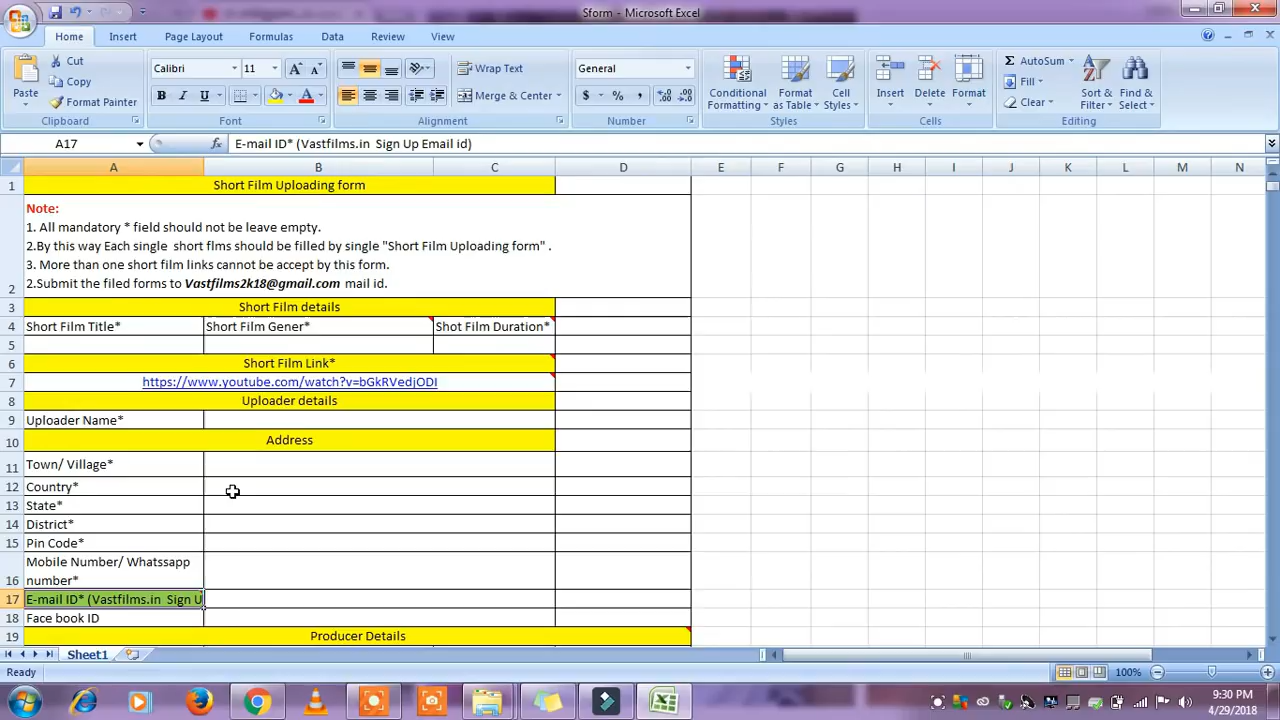 Sform - Microsoft Excel
Home Insert Page Layout Formulas Data Review View
Paste
Cut
Copy
Format Painter
Clipboard
Calibri 11
B I U
Font
Wrap Text
Merge & Center
Alignment
General
$ % ,
Number
Conditional Formatting
Format as Table
Cell Styles
Styles
Insert Delete Format
Cells
AutoSum
Fill
Clear
Sort & Filter
Find & Select
Editing
A17 fx E-mail ID* (Vastfilms.in Sign Up Email id)
A B C D E F G H I J K L M N
1 Short Film Uploading form
Note:
1. All mandatory * field should not be leave empty.
2.By this way Each single short flms should be filled by single "Short Film Uploading form" .
3. More than one short film links cannot be accept by this form.
2 2.Submit the filed forms to Vastfilms2k18@gmail.com mail id.
3 Short Film details
4 Short Film Title* Short Film Gener* Shot Film Duration*
5
6 Short Film Link*
7 https://www.youtube.com/watch?v=bGkRVedjODI
8 Uploader details
9 Uploader Name*
10 Address
11 Town/ Village*
12 Country*
13 State*
14 District*
15 Pin Code*
Mobile Number/ Whatssapp
16 number*
17 E-mail ID* (Vastfilms.in Sign U
18 Face book ID
19 Producer Details
Sheet1
Ready 100%
9:30 PM
4/29/2018